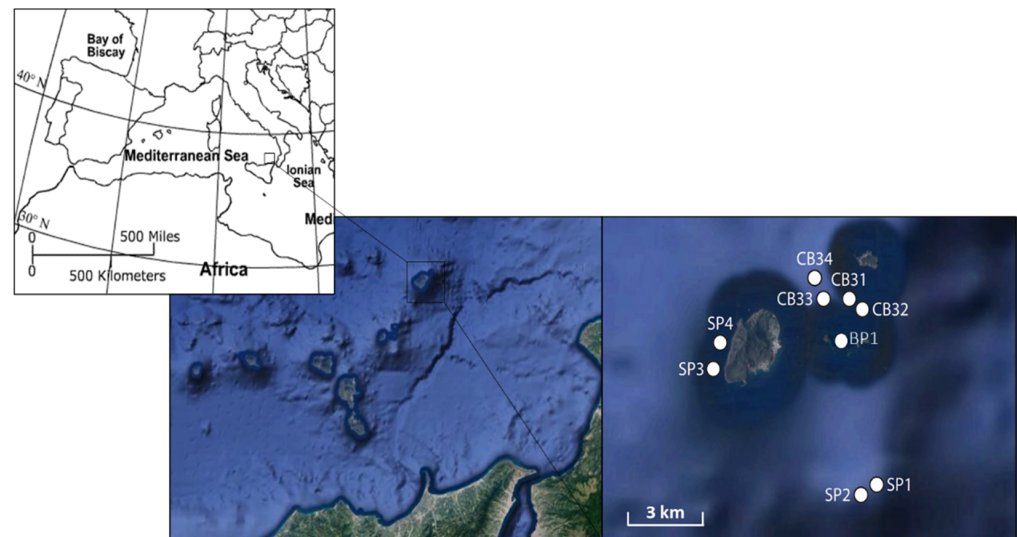 Bay of
Biscay
40° N
Mediterranean Sea
Ionian
Sea
30° N
Med
0
500 Miles
0
500 Kilometers
Africa
CB34
CB31
CB33
CB32
SP4
BP1
SP3
SP1
SP2
3 km